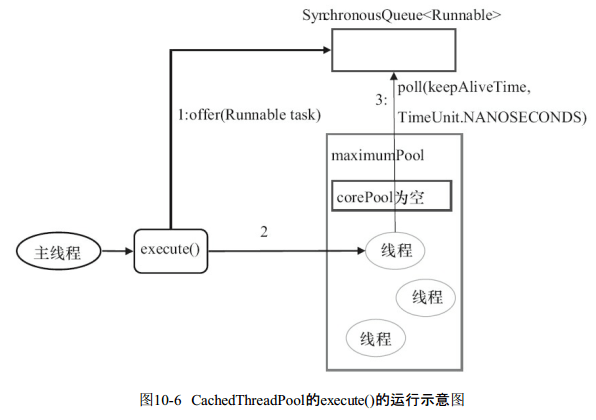 SynchronousQueue<Runnable>
1:offer(Runnable task)
3:
poll(keepAliveTime,
TimeUnit.NANOSECONDS)
maximumPool
corePool为空
主线程
execute()
2
线程
线程
线程
图10-6 CachedThreadPool的execute()的运行示意图